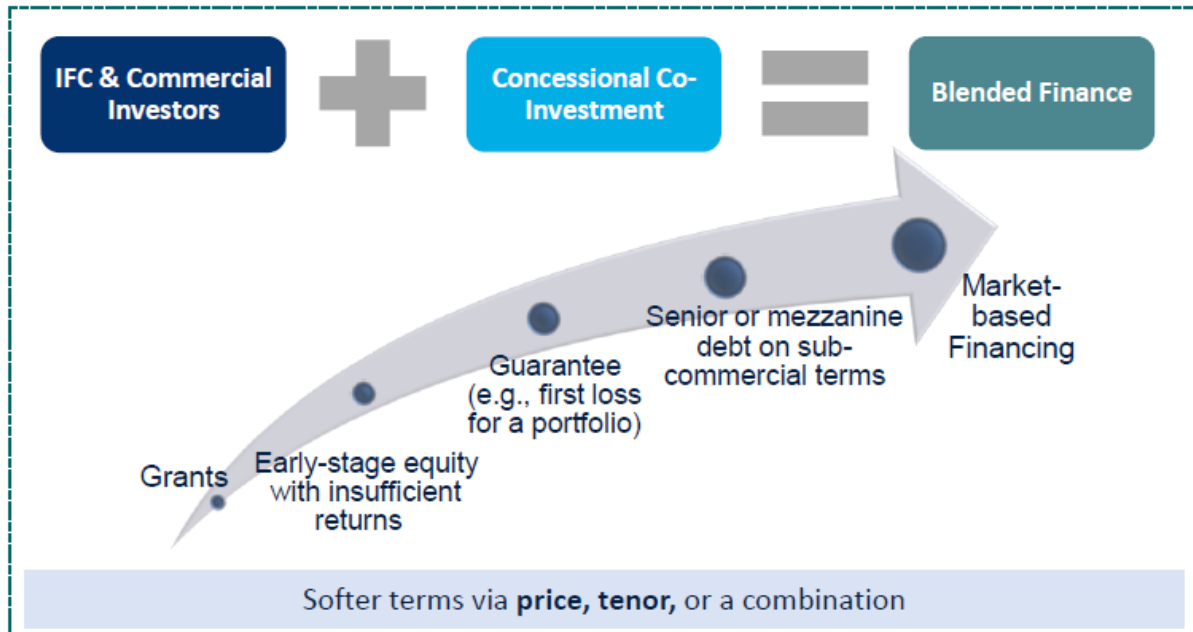 IFC & Commercial
Investors
Concessional Co-
Investment
Blended Finance
Grants
Early-stage equity
with insufficient
returns
Guarantee
(e.g., first loss
for a portfolio)
Senior or mezzanine
debt on sub-
commercial terms
Market-
based
Financing
Softer terms via price, tenor, or a combination